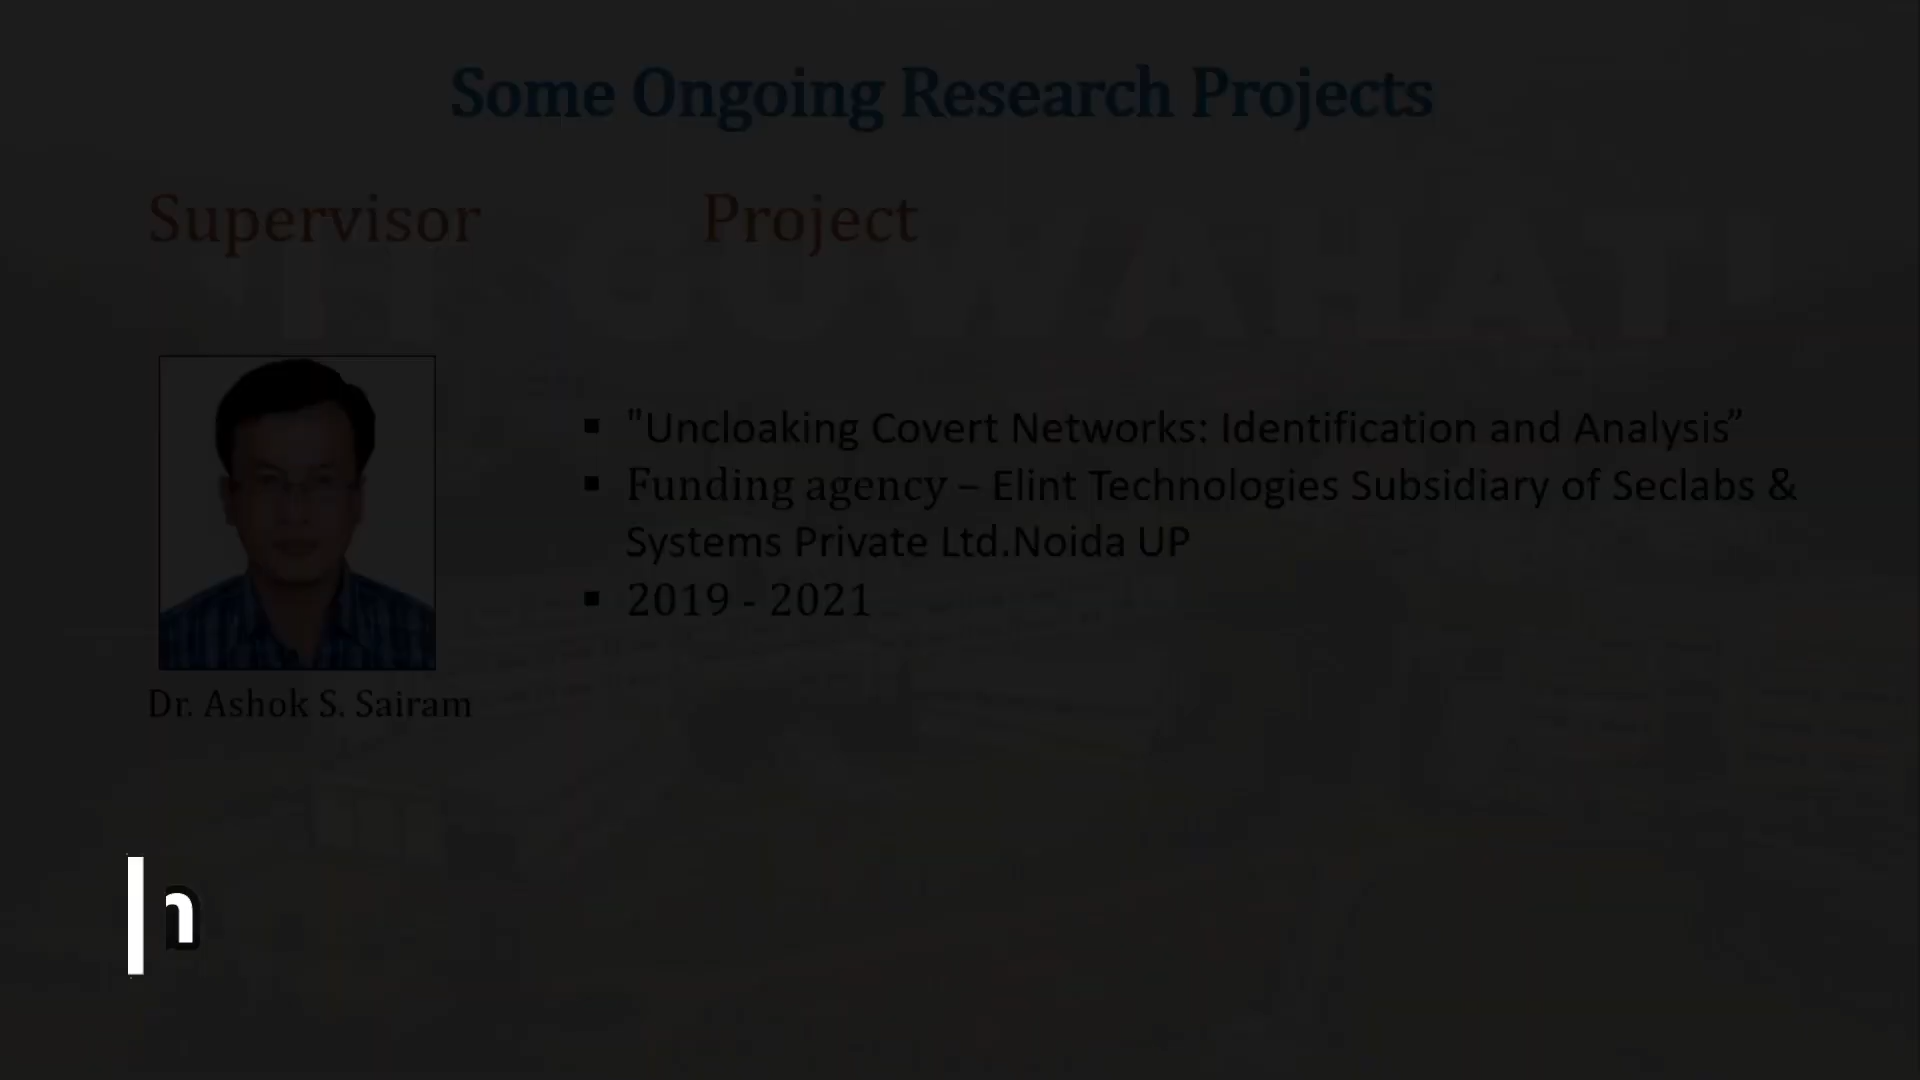 Some Ongoing Research Projects
Supervisor Project
▪ "Uncloaking Covert Networks: Identification and Analysis”
▪ Funding agency – Elint Technologies Subsidiary of Seclabs &
Systems Private Ltd.Noida UP
▪ 2019 - 2021
Dr. Ashok S. Sairam